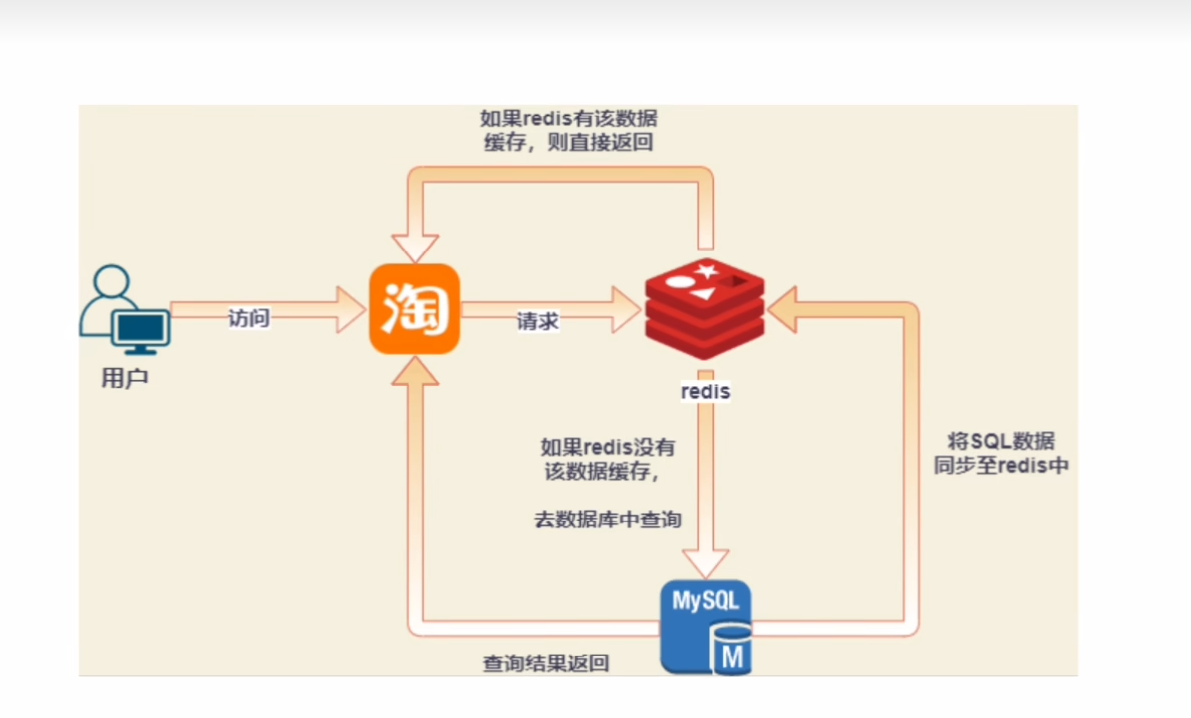 如果redis有该数据
缓存，则直接返回
淘
访问
请求
用户
redis
如果redis没有
该数据缓存，
去数据库中查询
将SQL数据
同步至redis中
MySQL
M
查询结果返回